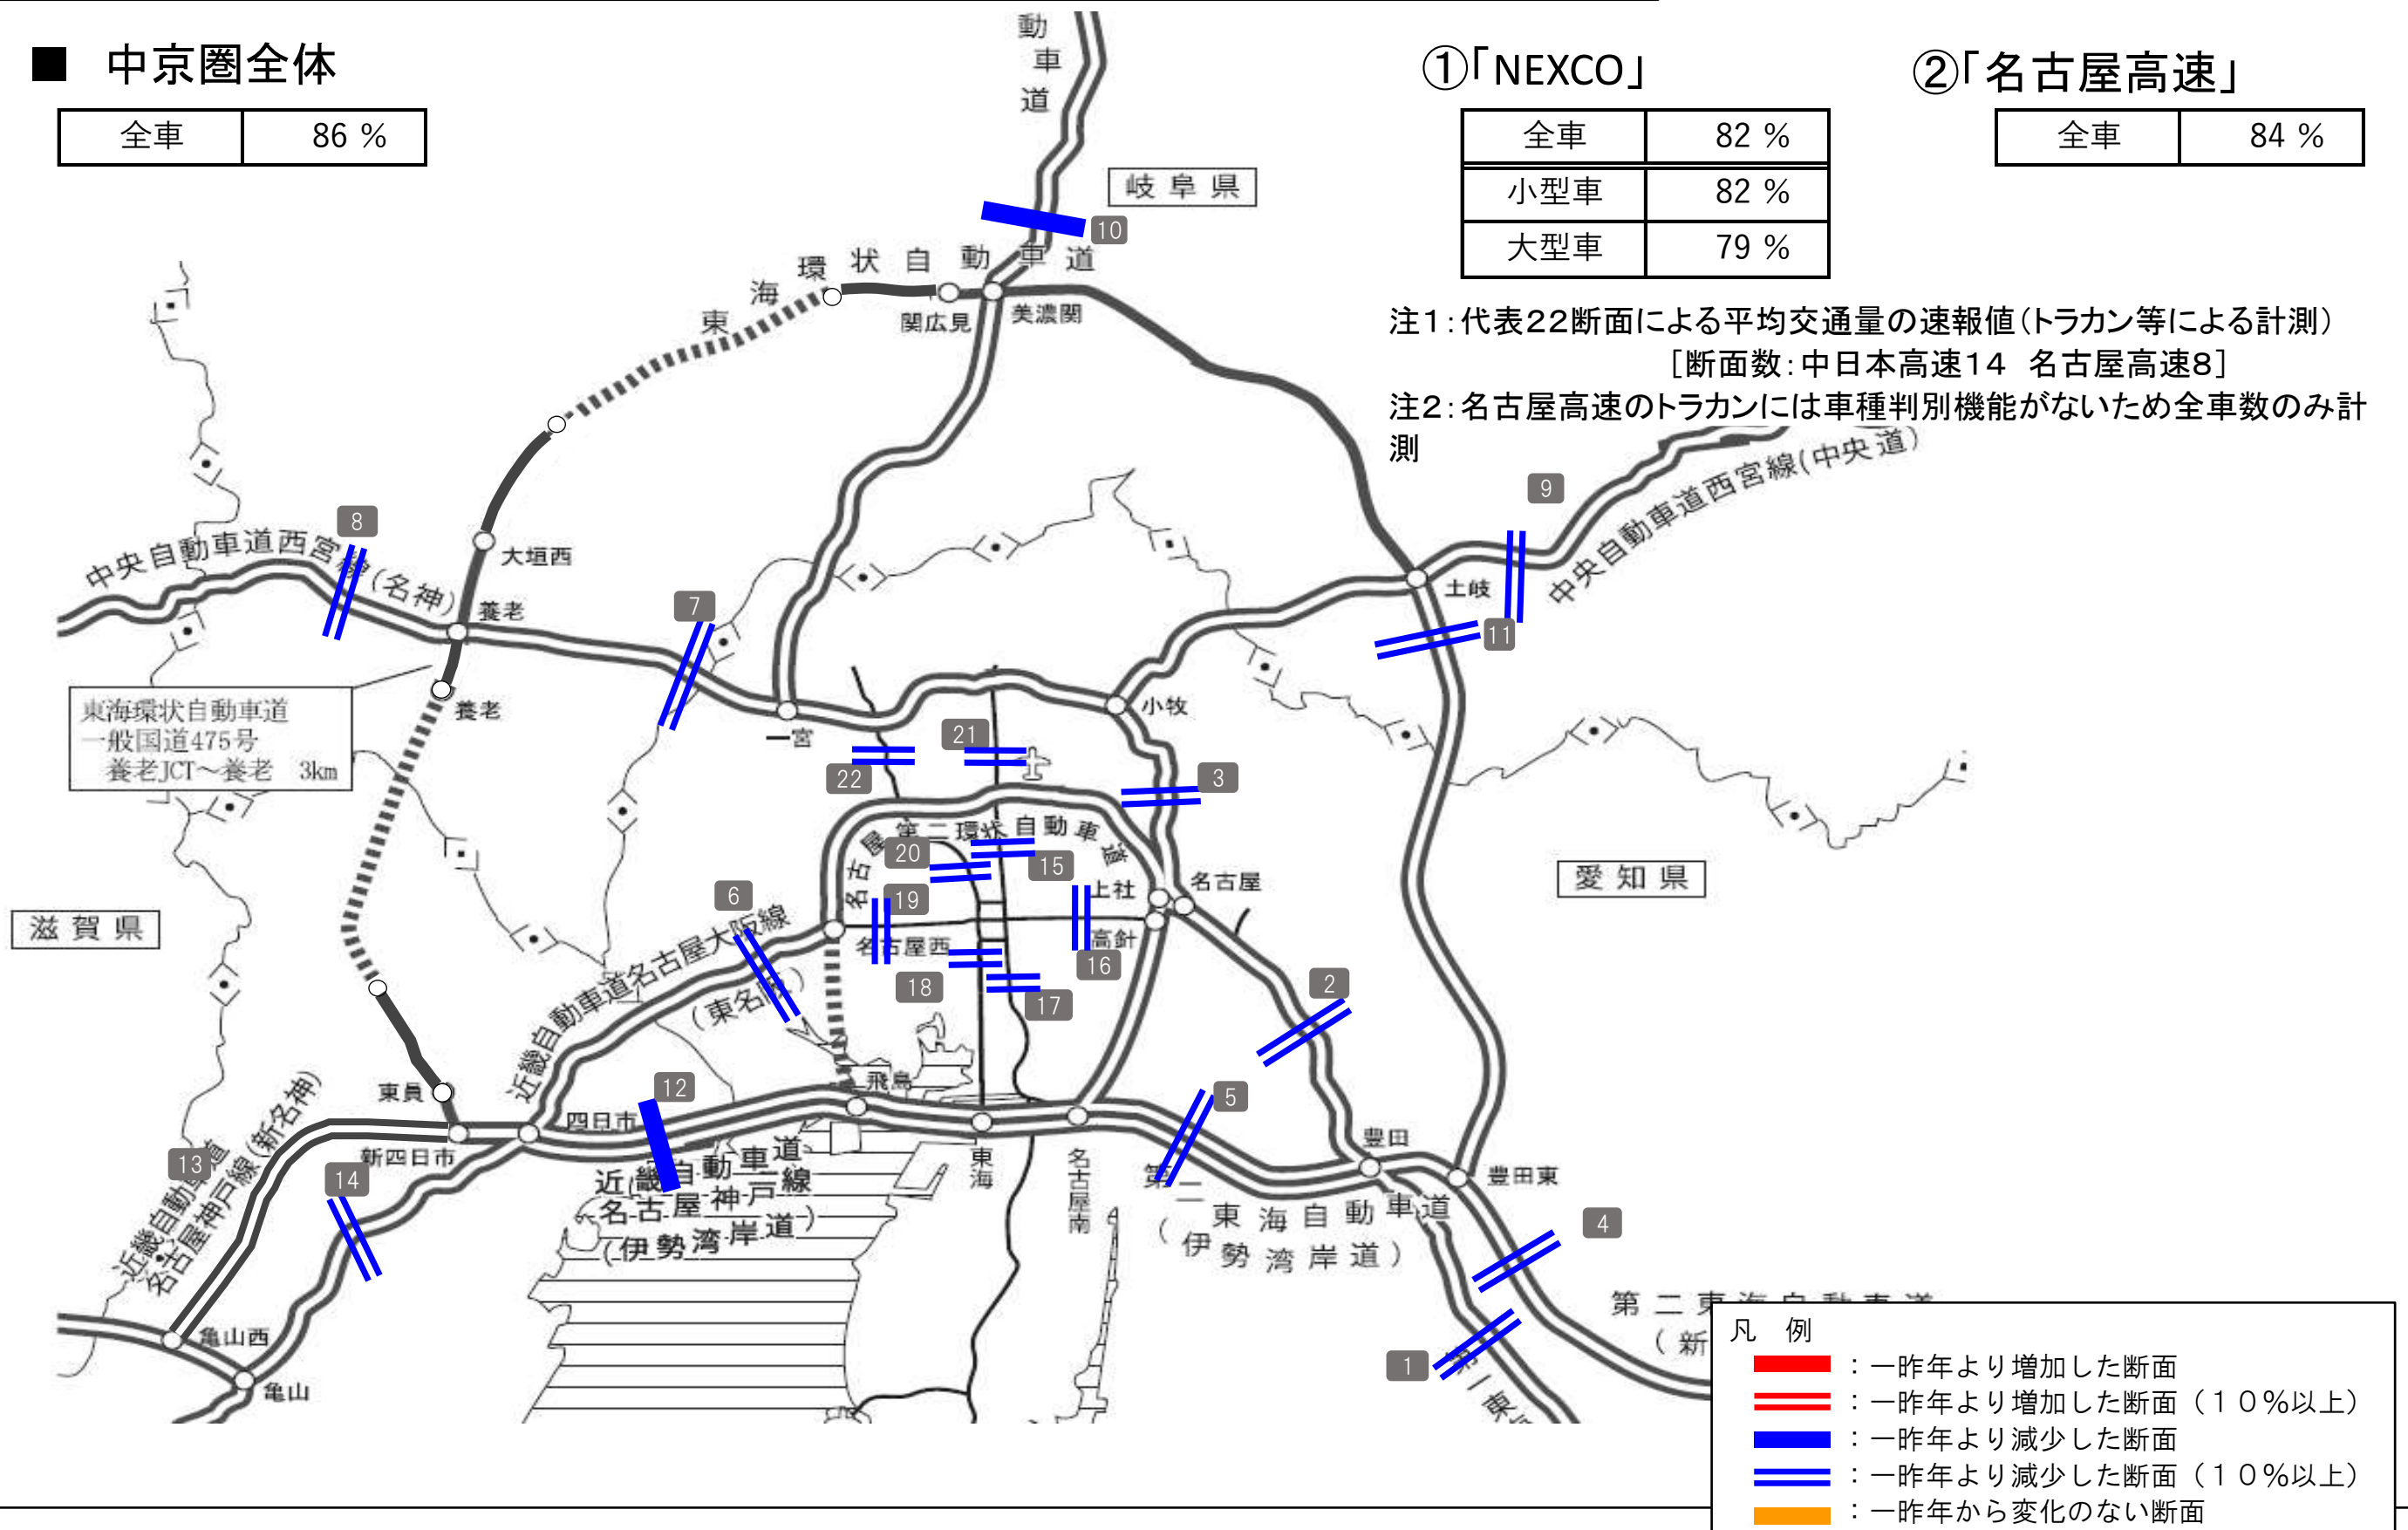 ■ 中京圏全体
全車 86 %
①「NEXCO」
全車 82 %
小型車 82 %
大型車 79 %
②「名古屋高速」
全車 84 %
注1：代表22断面による平均交通量の速報値（トラカン等による計測）
［断面数：中日本高速14 名古屋高速8］
注2：名古屋高速のトラカンには車種判別機能がないため全車数のみ計
測
動車道
岐阜県
10
東海環状自動車道
関広見
美濃関
9
中央自動車道西宮線(中央道)
8
中央自動車道西宮線(名神)
大垣西
養老
7
土岐
11
東海環状自動車道
一般国道475号
養老JCT～養老 3km
養老
一宮
小牧
21
22
3
名古屋第二環状自動車道
20
15
上社
名古屋
愛知県
6
19
滋賀県
名古屋西
高針
16
近畿自動車道名古屋大阪線
(東名阪)
18
17
2
東員
12
飛島
5
四日市
新四日市
13
近畿自動車道
名古屋神戸線(新名神)
14
近畿自動車道
名古屋神戸線
(伊勢湾岸道)
東海
名古屋南
豊田
豊田東
第二東海自動車道
(伊勢湾岸道)
4
亀山西
亀山
1
第一東
第二東海自動車道
(新
凡 例
：一昨年より増加した断面
：一昨年より増加した断面（１０％以上）
：一昨年より減少した断面
：一昨年より減少した断面（１０％以上）
：一昨年から変化のない断面